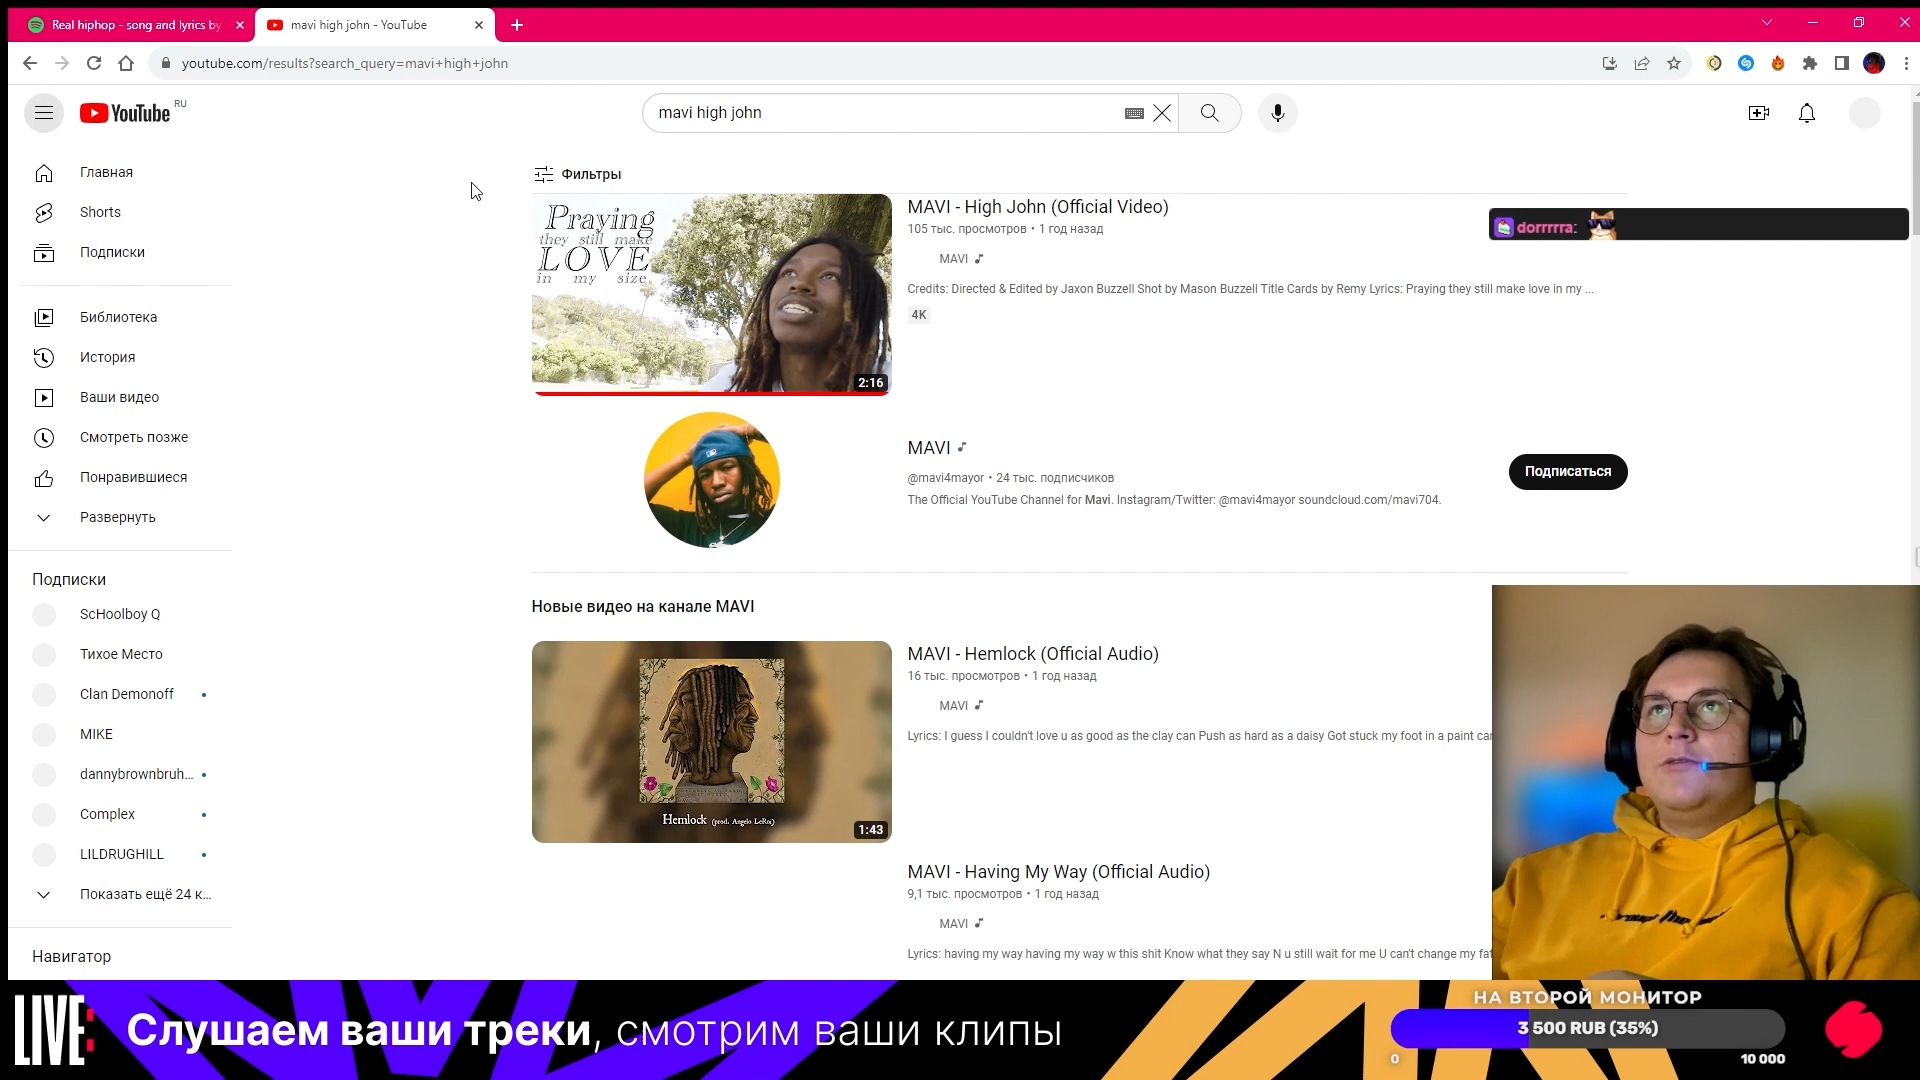 Real hiphop - song and lyrics by
mavi high john - YouTube
youtube.com/results?search_query=mavi+high+john
YouTube RU
mavi high john
Главная
Shorts
Подписки
Библиотека
История
Ваши видео
Смотреть позже
Понравившиеся
Развернуть
Подписки
ScHoolboy Q
Тихое Место
Clan Demonoff
MIKE
dannybrownbruh...
Complex
LILDRUGHILL
Показать ещё 24 к...
Навигатор
Фильтры
Praying
they still make
LOVE
in my size
2:16
MAVI - High John (Official Video)
105 тыс. просмотров • 1 год назад
MAVI
Credits: Directed & Edited by Jaxon Buzzell Shot by Mason Buzzell Title Cards by Remy Lyrics: Praying they still make love in my ...
4K
dorrrrra:
MAVI
@mavi4mayor • 24 тыс. подписчиков
The Official YouTube Channel for Mavi. Instagram/Twitter: @mavi4mayor soundcloud.com/mavi704.
Подписаться
Новые видео на канале MAVI
Hemlock (prod. Angelo LeRoi)
1:43
MAVI - Hemlock (Official Audio)
16 тыс. просмотров • 1 год назад
MAVI
Lyrics: I guess I couldn't love u as good as the clay can Push as hard as a daisy Got stuck my foot in a paint can
MAVI - Having My Way (Official Audio)
9,1 тыс. просмотров • 1 год назад
MAVI
Lyrics: having my way having my way w this shit Know what they say N u still wait for me U can't change my fat
LIVE:
Слушаем ваши треки, смотрим ваши клипы
НА ВТОРОЙ МОНИТОР
3 500 RUB (35%)
0
10 000